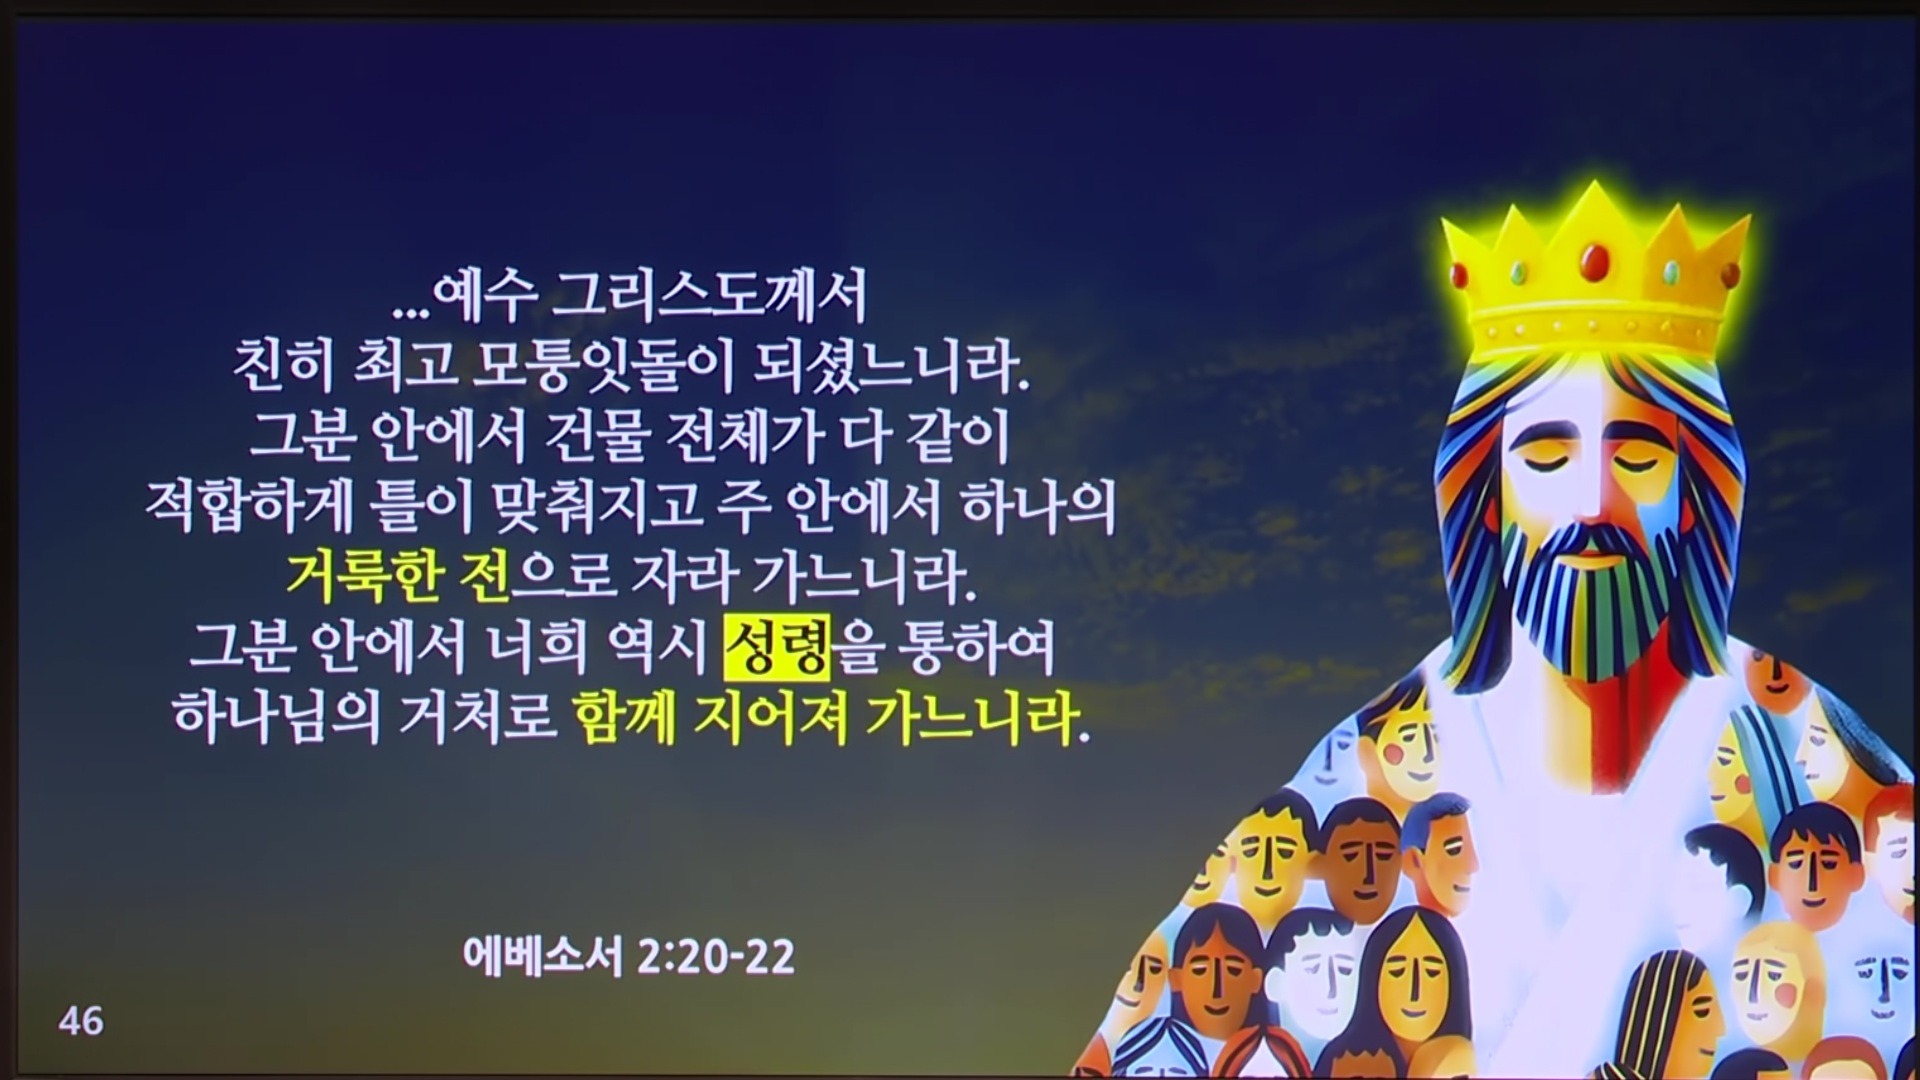 ...예수 그리스도께서
친히 최고 모퉁잇돌이 되셨느니라.
그분 안에서 건물 전체가 다 같이
적합하게 틀이 맞춰지고 주 안에서 하나의
거룩한 전으로 자라 가느니라.
그분 안에서 너희 역시 성령을 통하여
하나님의 거처로 함께 지어져 가느니라.
에베소서 2:20-22
46